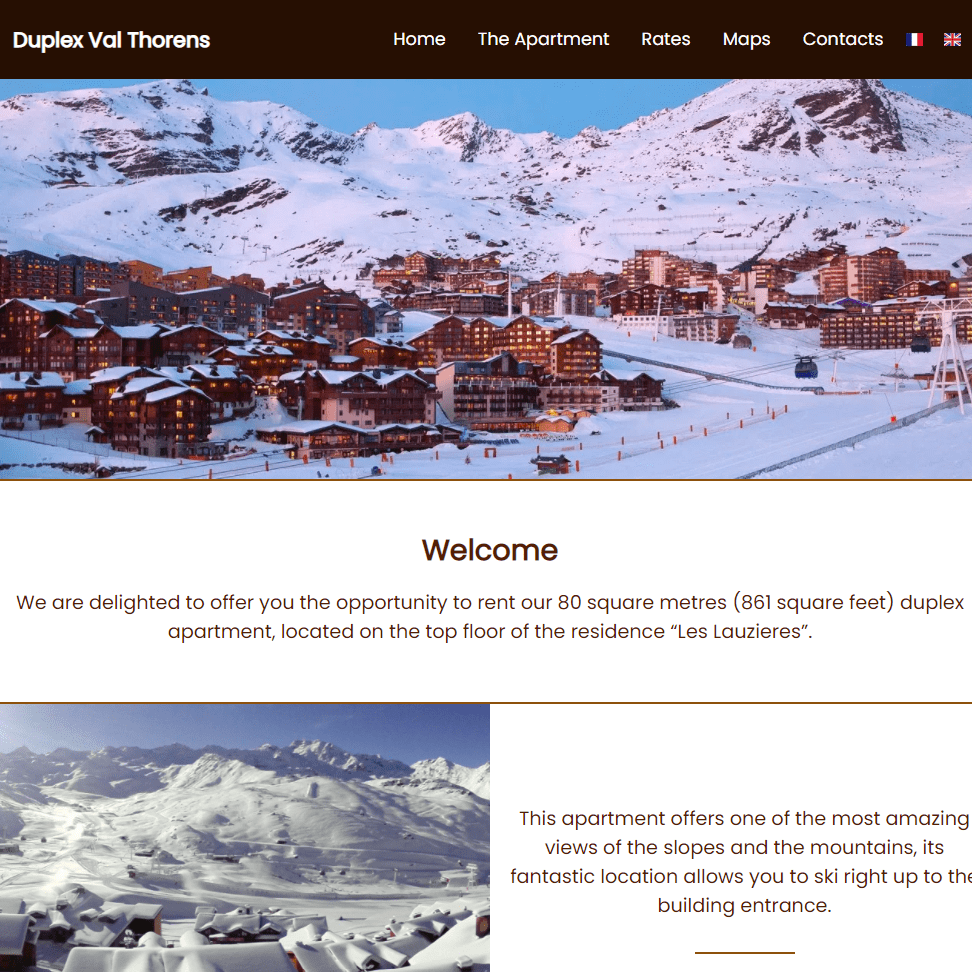 Duplex Val Thorens
Home
The Apartment
Rates
Maps
Contacts
Welcome
We are delighted to offer you the opportunity to rent our 80 square metres (861 square feet) duplex
apartment, located on the top floor of the residence “Les Lauzieres”.
This apartment offers one of the most amazing
views of the slopes and the mountains, its
fantastic location allows you to ski right up to the
building entrance.